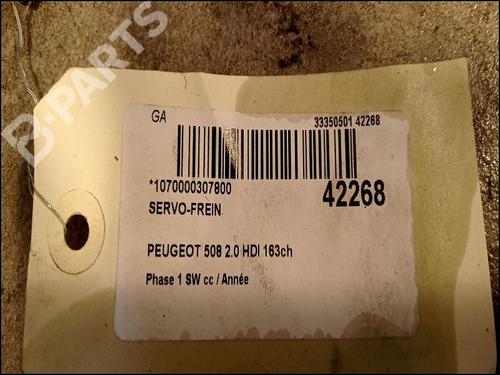 B-PARTS
GA
33350501 42268
*1070000307800
42268
SERVO-FREIN
PEUGEOT 508 2.0 HDI 163ch
Phase 1 SW cc / Année